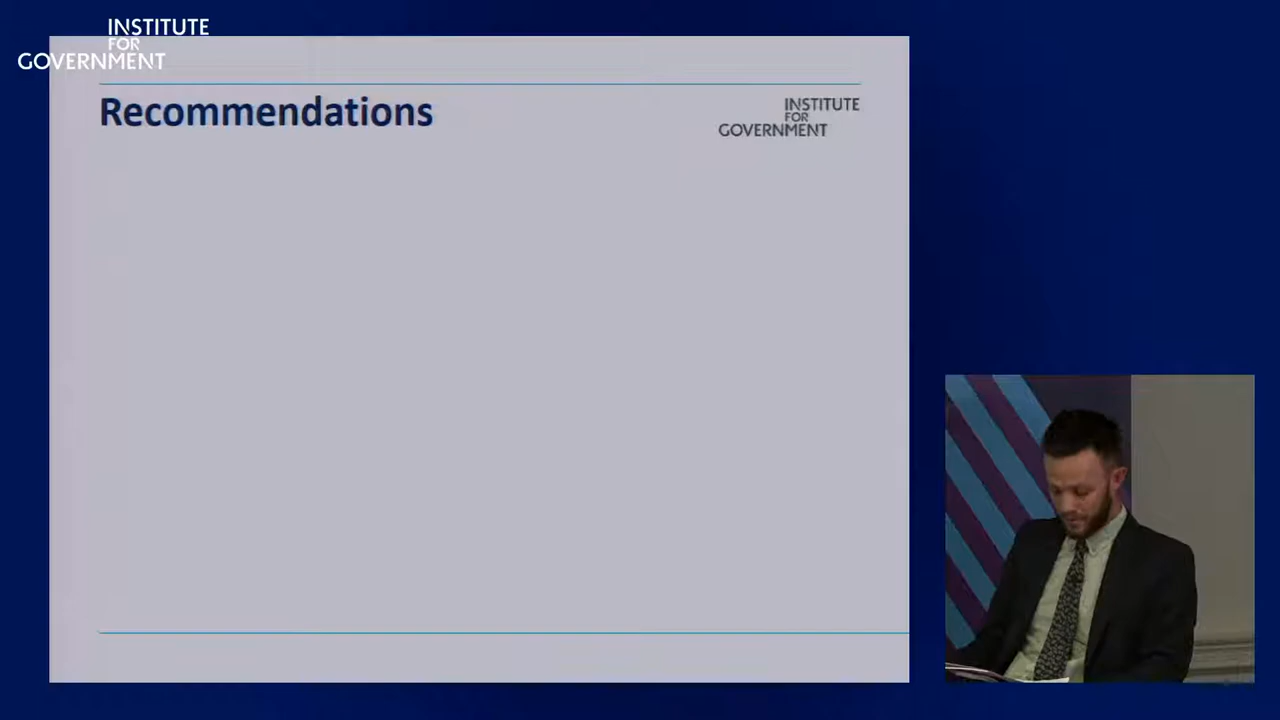 INSTITUTE
FOR
GOVERNMENT
Recommendations
INSTITUTE
FOR
GOVERNMENT